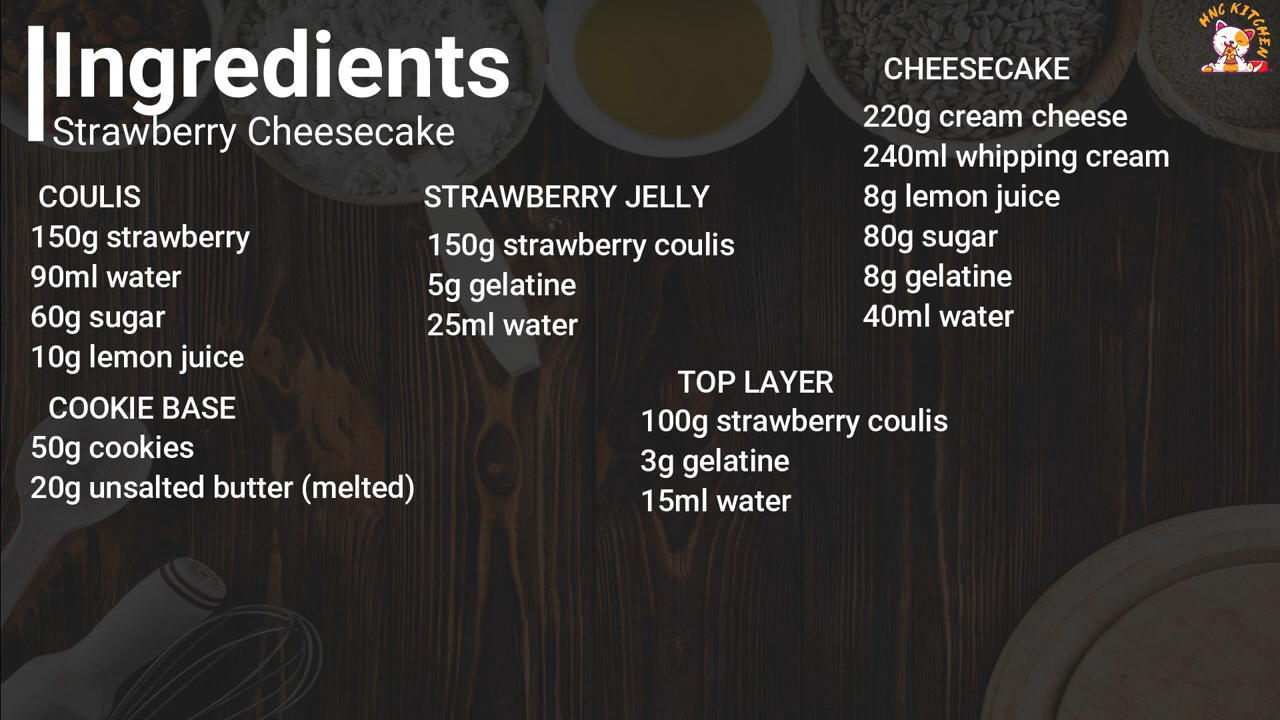 Ingredients
Strawberry Cheesecake
COULIS
150g strawberry
90ml water
60g sugar
10g lemon juice
COOKIE BASE
50g cookies
20g unsalted butter (melted)
STRAWBERRY JELLY
150g strawberry coulis
5g gelatine
25ml water
TOP LAYER
100g strawberry coulis
3g gelatine
15ml water
CHEESECAKE
220g cream cheese
240ml whipping cream
8g lemon juice
80g sugar
8g gelatine
40ml water
HNG KITCHEN